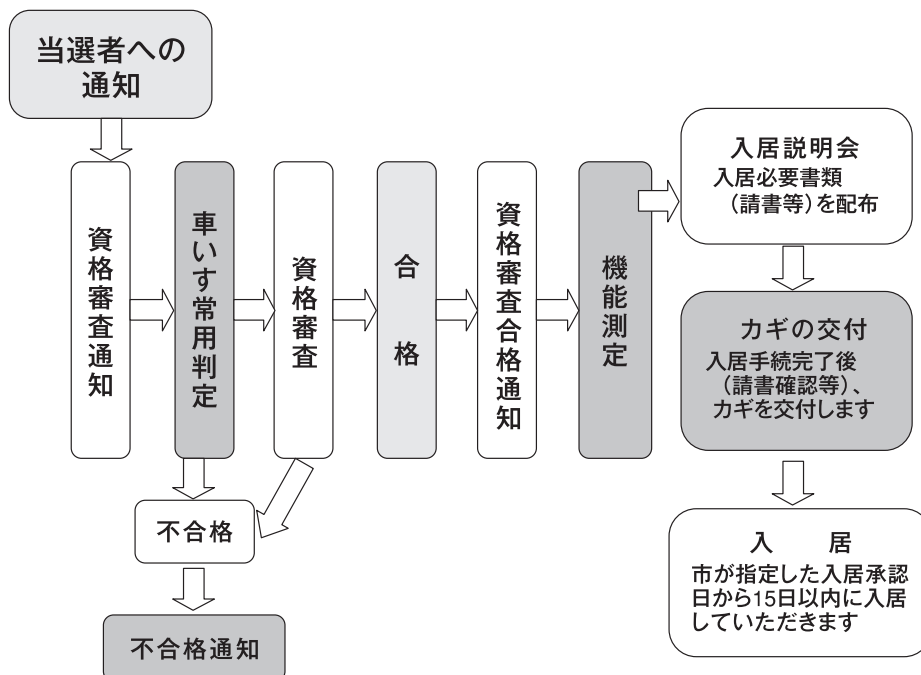 当選者への
通知
資格審査通知
車いす常用判定
資格審査
合格
資格審査合格通知
機能測定
入居説明会
入居必要書類
（請書等）を配布
カギの交付
入居手続完了後
（請書確認等）、
カギを交付します
入居
市が指定した入居承認
日から15日以内に入居
していただきます
不合格
不合格通知